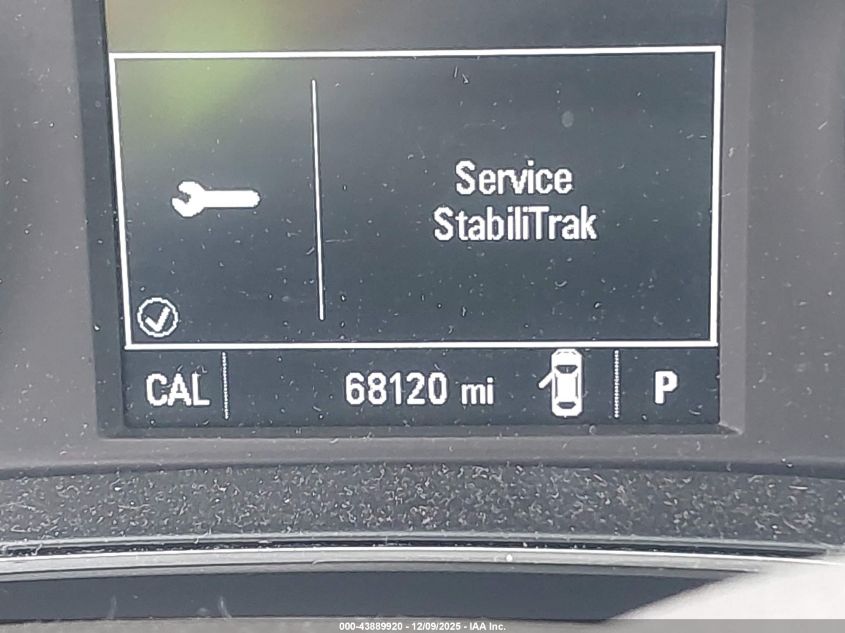 Service
StabiliTrak
CAL 68120 mi P
000-43889920 - 12/09/2025 - IAA Inc.